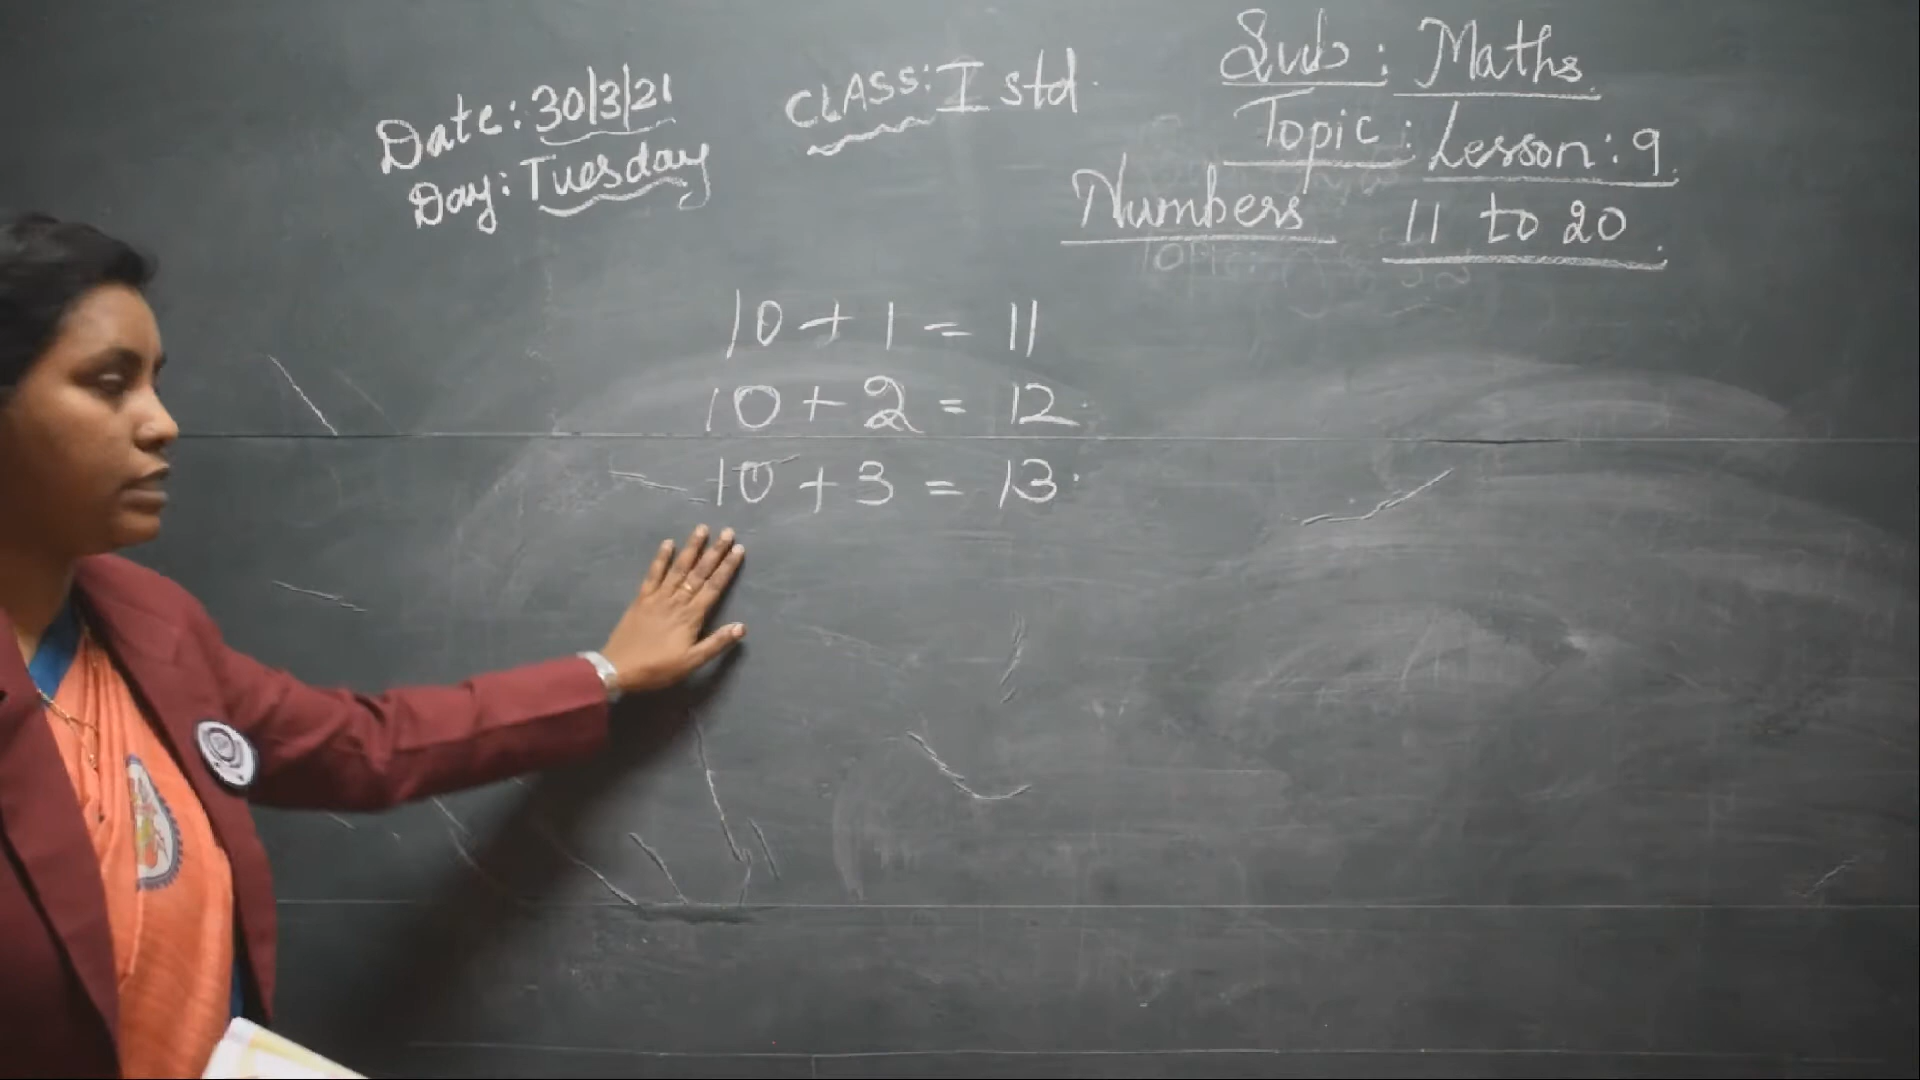 Date: 30/3/21
Day: Tuesday
CLASS: I std.
Sub: Maths.
Topic: Lesson: 9.
Numbers 11 to 20.
10 + 1 = 11
10 + 2 = 12
10 + 3 = 13